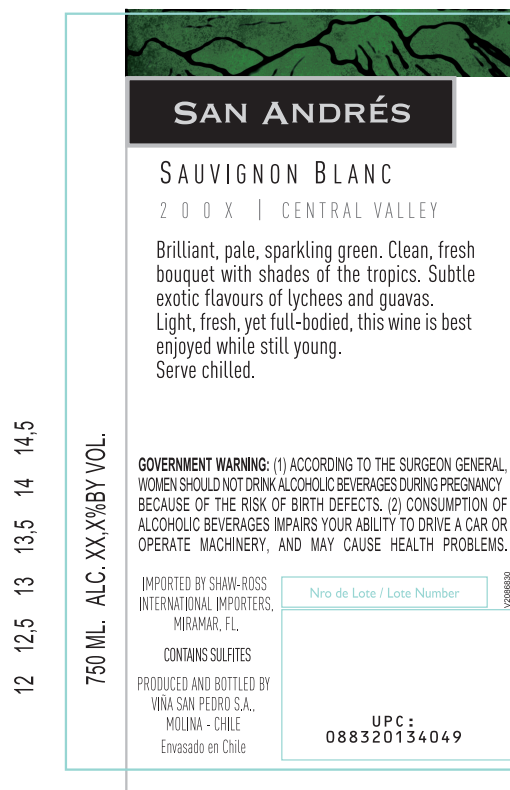 SAN ANDRÉS
SAUVIGNON BLANC
200X | CENTRAL VALLEY
Brilliant, pale, sparkling green. Clean, fresh
bouquet with shades of the tropics. Subtle
exotic flavours of lychees and guavas.
Light, fresh, yet full-bodied, this wine is best
enjoyed while still young.
Serve chilled.
12 12,5 13 13,5 14 14,5
750 ML. ALC. XX,X%BY VOL.
GOVERNMENT WARNING: (1) ACCORDING TO THE SURGEON GENERAL,
WOMEN SHOULD NOT DRINK ALCOHOLIC BEVERAGES DURING PREGNANCY
BECAUSE OF THE RISK OF BIRTH DEFECTS. (2) CONSUMPTION OF
ALCOHOLIC BEVERAGES IMPAIRS YOUR ABILITY TO DRIVE A CAR OR
OPERATE MACHINERY, AND MAY CAUSE HEALTH PROBLEMS.
IMPORTED BY SHAW-ROSS
INTERNATIONAL IMPORTERS,
MIRAMAR, FL.
CONTAINS SULFITES
PRODUCED AND BOTTLED BY
VIÑA SAN PEDRO S.A.,
MOLINA - CHILE
Envasado en Chile
Nro de Lote / Lote Number
V2086830
UPC:
088320134049